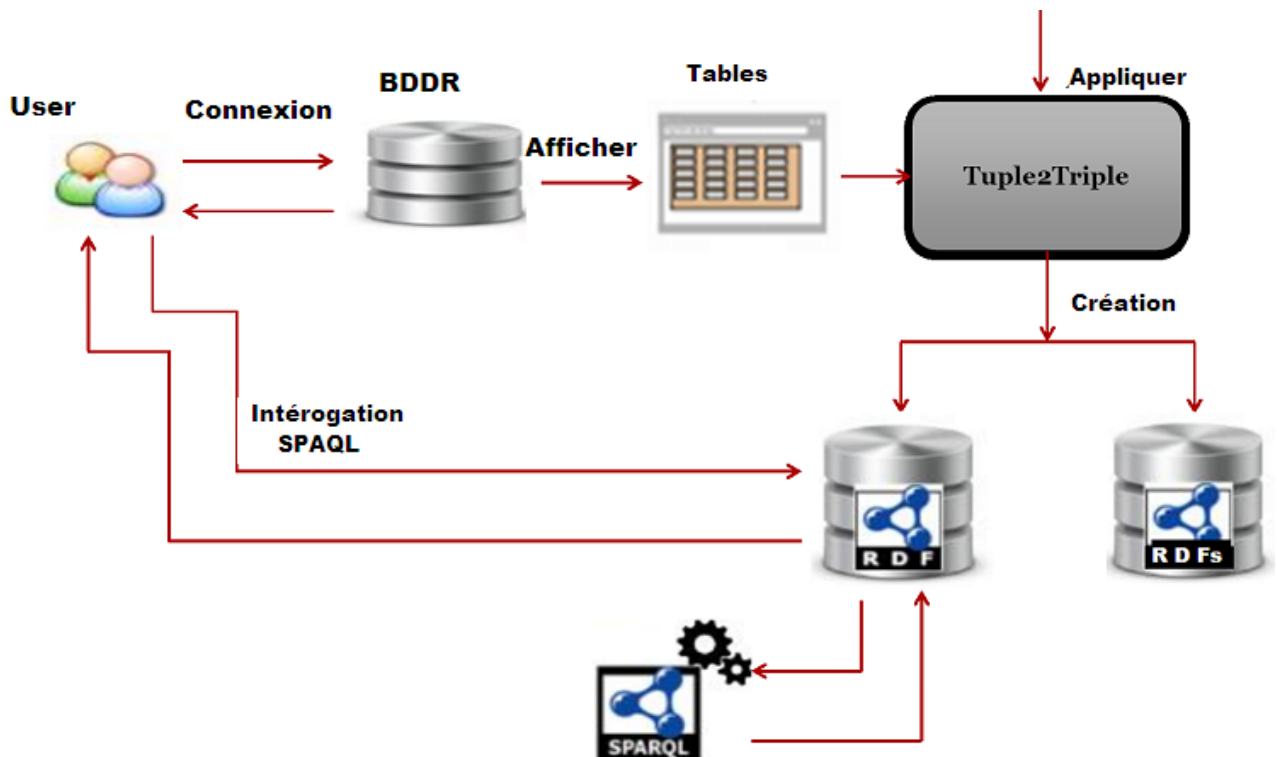 User
Connexion
BDDR
Afficher
Tables
Appliquer
Tuple2Triple
Création
Intérogation
SPAQL
R D F
R D Fs
SPARQL